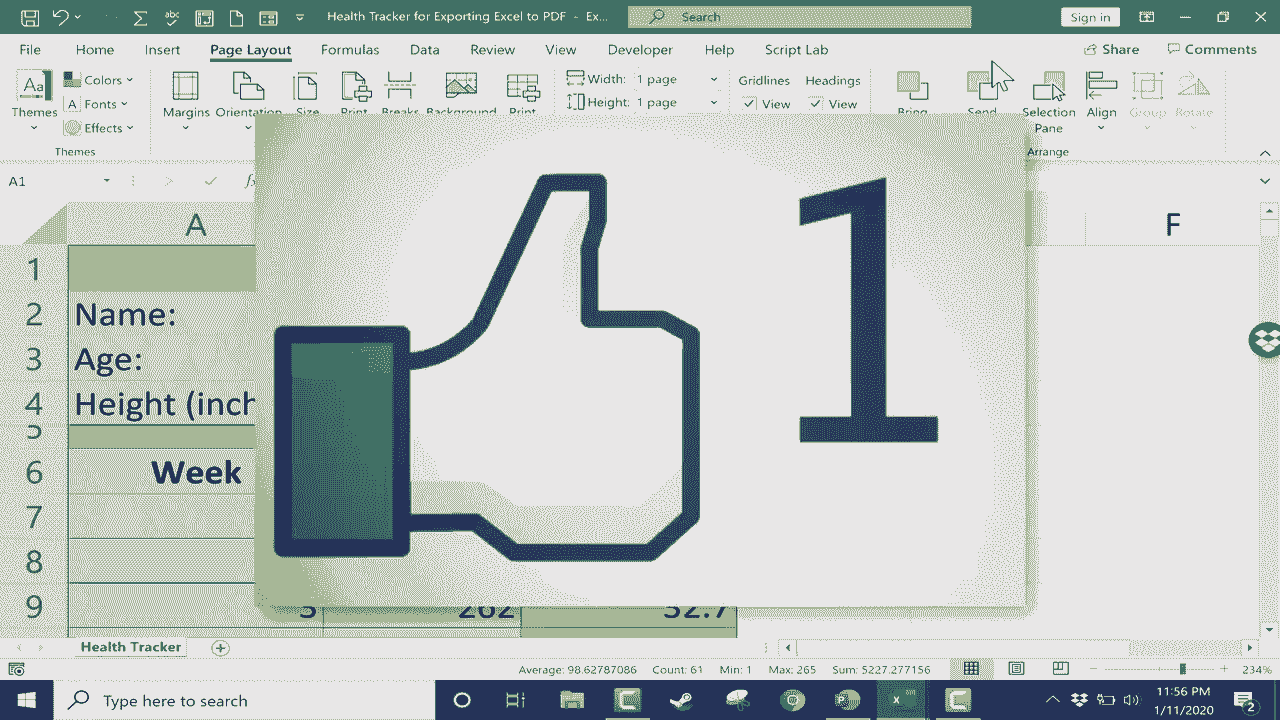 Health Tracker for Exporting Excel to PDF - Ex...
Search
Sign in
File Home Insert Page Layout Formulas Data Review View Developer Help Script Lab
Share Comments
Aa
Colors
Fonts
Effects
Themes
Themes
Margins Orientation Size Print Breaks Background Print
Width: 1 page
Height: 1 page
Gridlines Headings
View View
Bring Send Selection Pane Align Group Rotate
Arrange
A1
A F
1
2 Name:
3 Age:
4 Height (inch
5
6 Week
7
8
9 3 262 32.7
1
Health Tracker
Average: 98.62787086 Count: 61 Min: 1 Max: 265 Sum: 5227.277156
234%
Type here to search
11:56 PM
1/11/2020
2